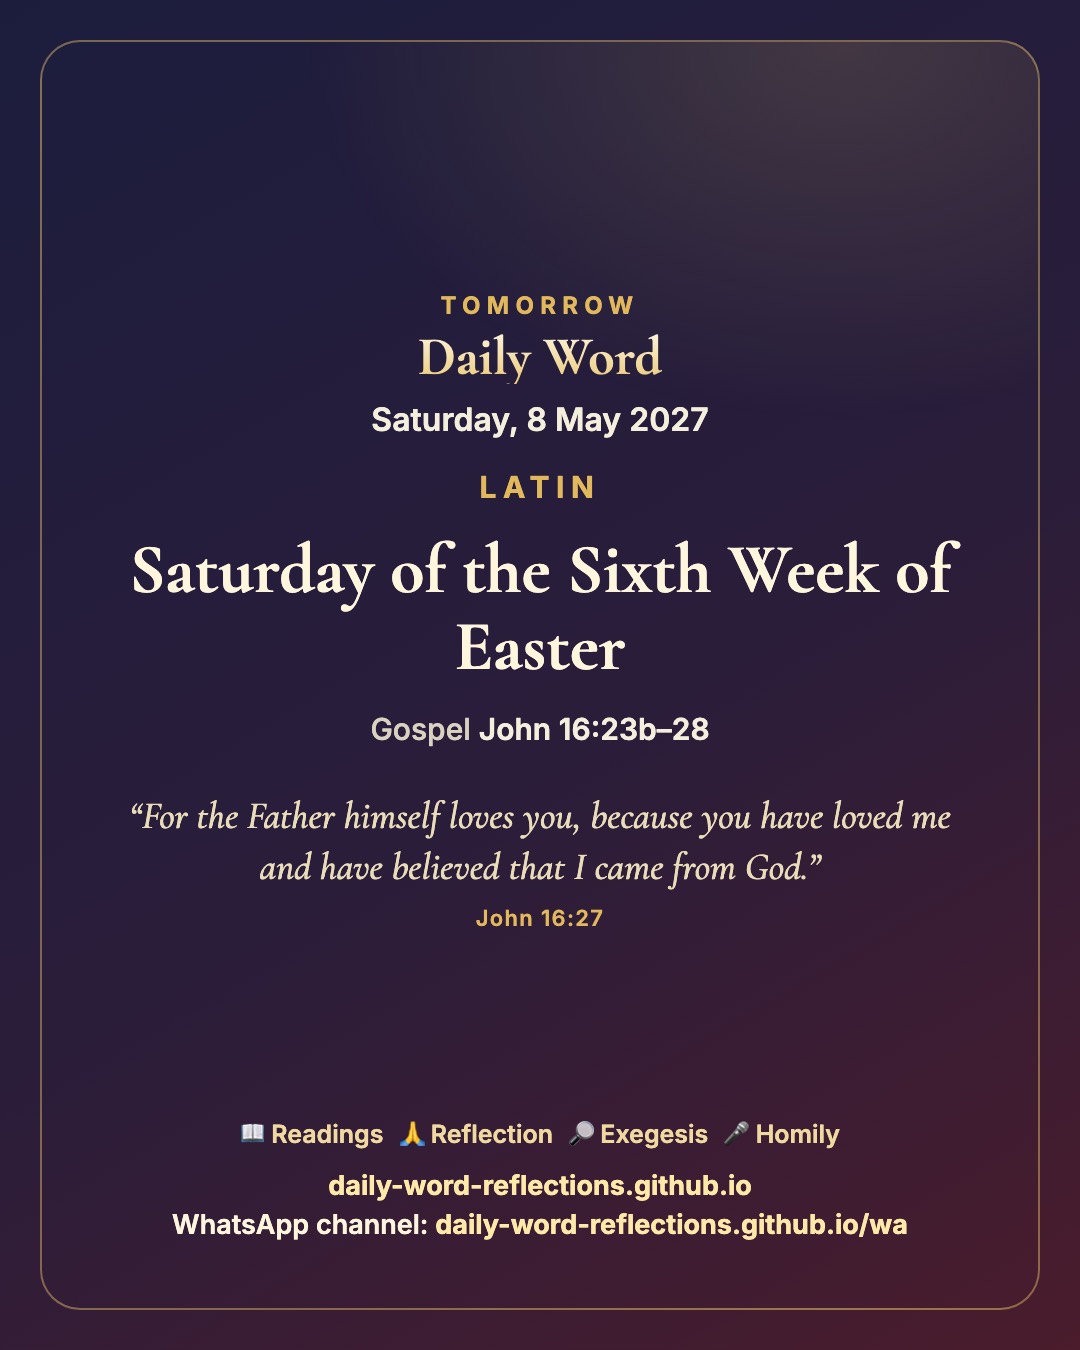 TOMORROW
Daily Word
Saturday, 8 May 2027
LATIN
Saturday of the Sixth Week of
Easter
Gospel John 16:23b–28
“For the Father himself loves you, because you have loved me
and have believed that I came from God.”
John 16:27
📖 Readings 🙏 Reflection 🔎 Exegesis 🎤 Homily
daily-word-reflections.github.io
WhatsApp channel: daily-word-reflections.github.io/wa